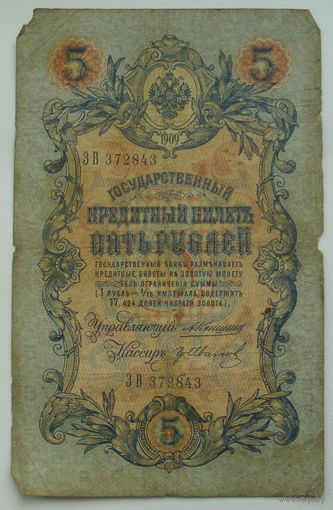 5 5
1909
ЗВ 372843
ГОСУДАРСТВЕННЫЙ
КРЕДИТНЫЙ БИЛЕТЪ
ПЯТЬ РУБЛЕЙ
ГОСУДАРСТВЕННЫЙ БАНКЪ РАЗМѢНИВАЕТЪ
КРЕДИТНЫЕ БИЛЕТЫ НА ЗОЛОТУЮ МОНЕТУ
БЕЗЪ ОГРАНИЧЕНІЯ СУММЫ
(1 РУБЛЬ = 1/15 ИМПЕРІАЛА, СОДЕРЖИТЪ
17,424 ДОЛЕЙ ЧИСТАГО ЗОЛОТА).
Управляющій
Кассиръ
ЗВ 372843
5